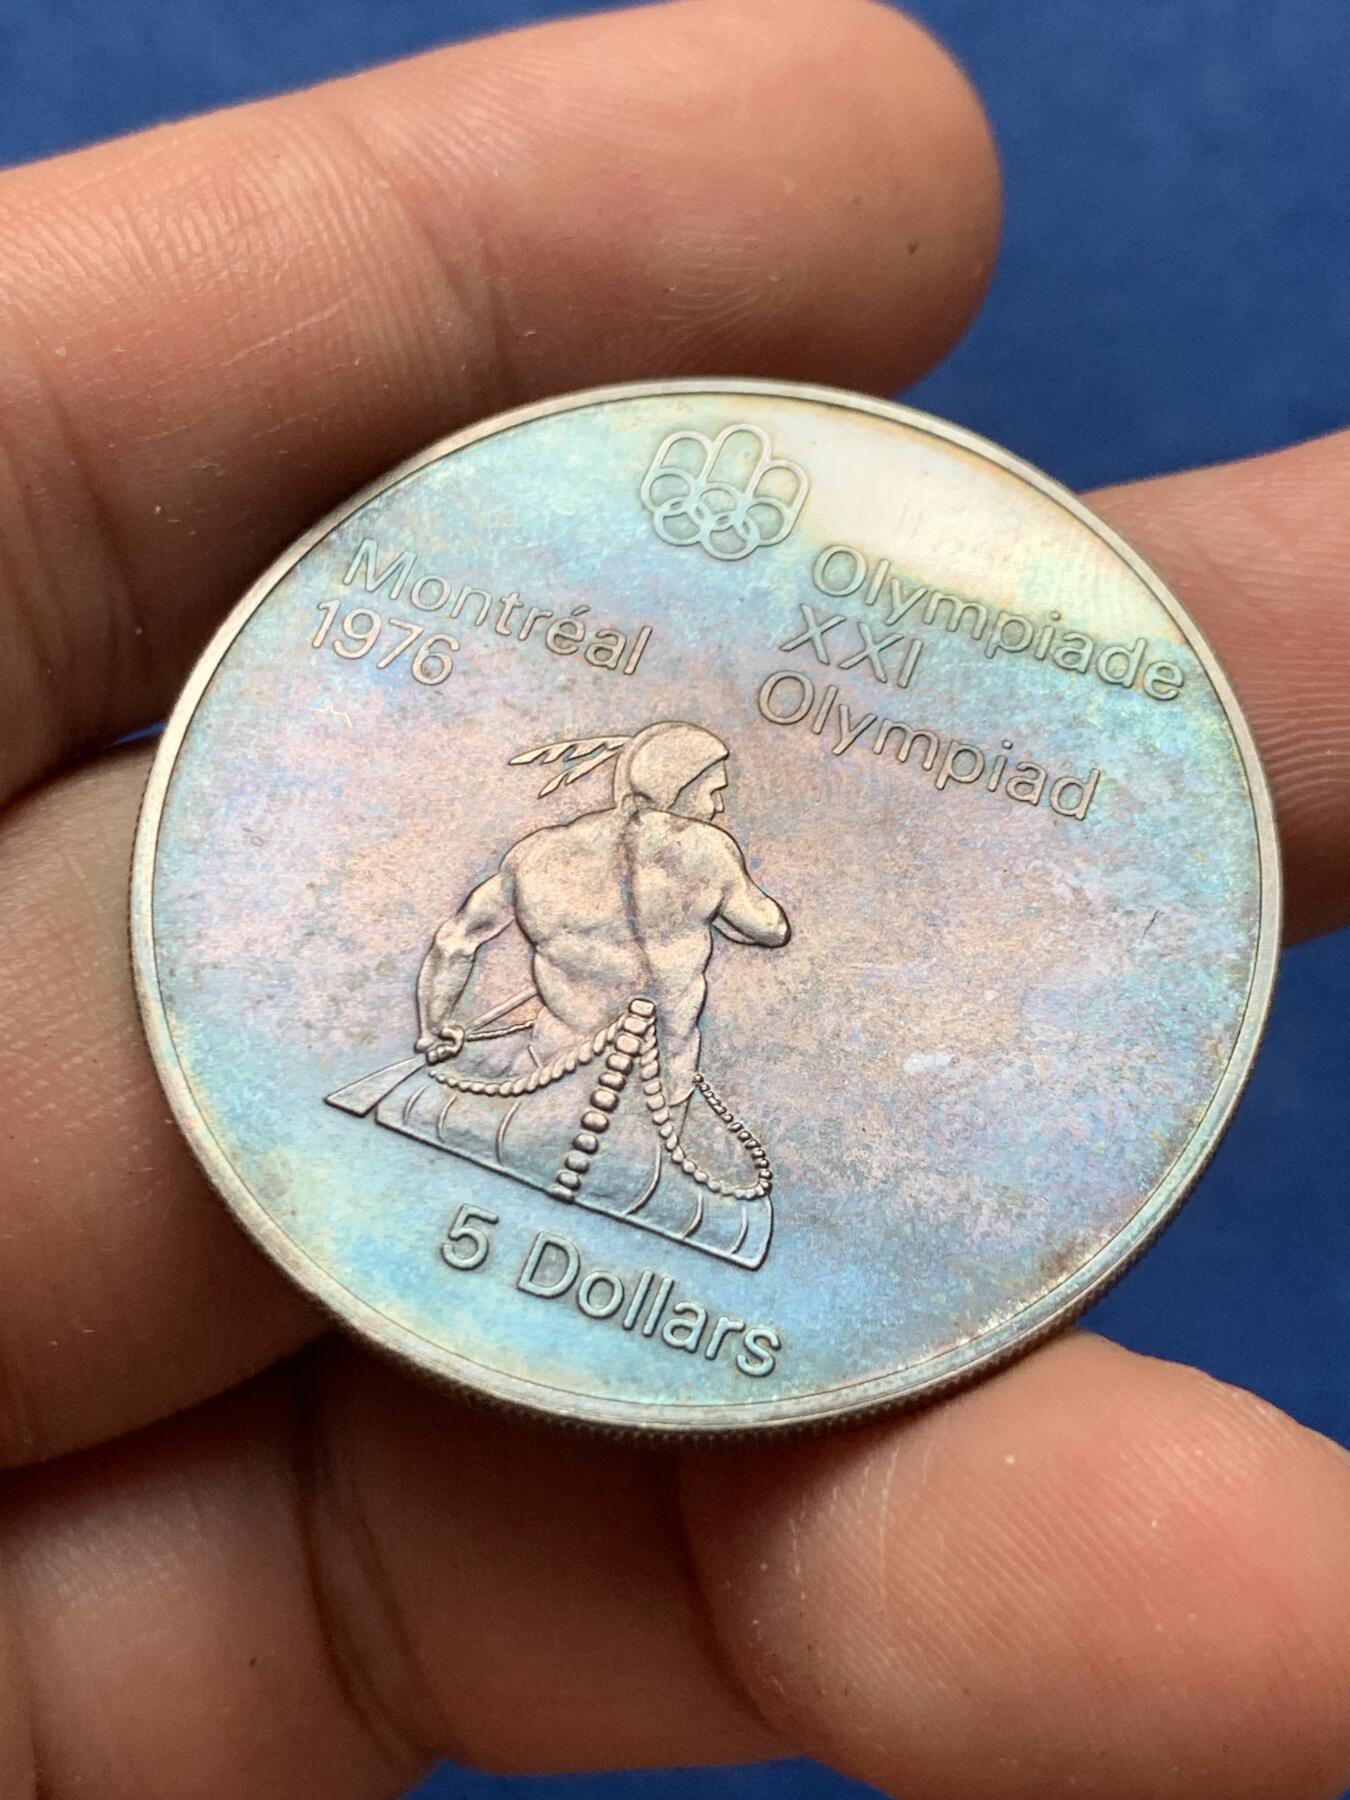 Montréal
1976
Olympiade
XXI
Olympiad
5 Dollars